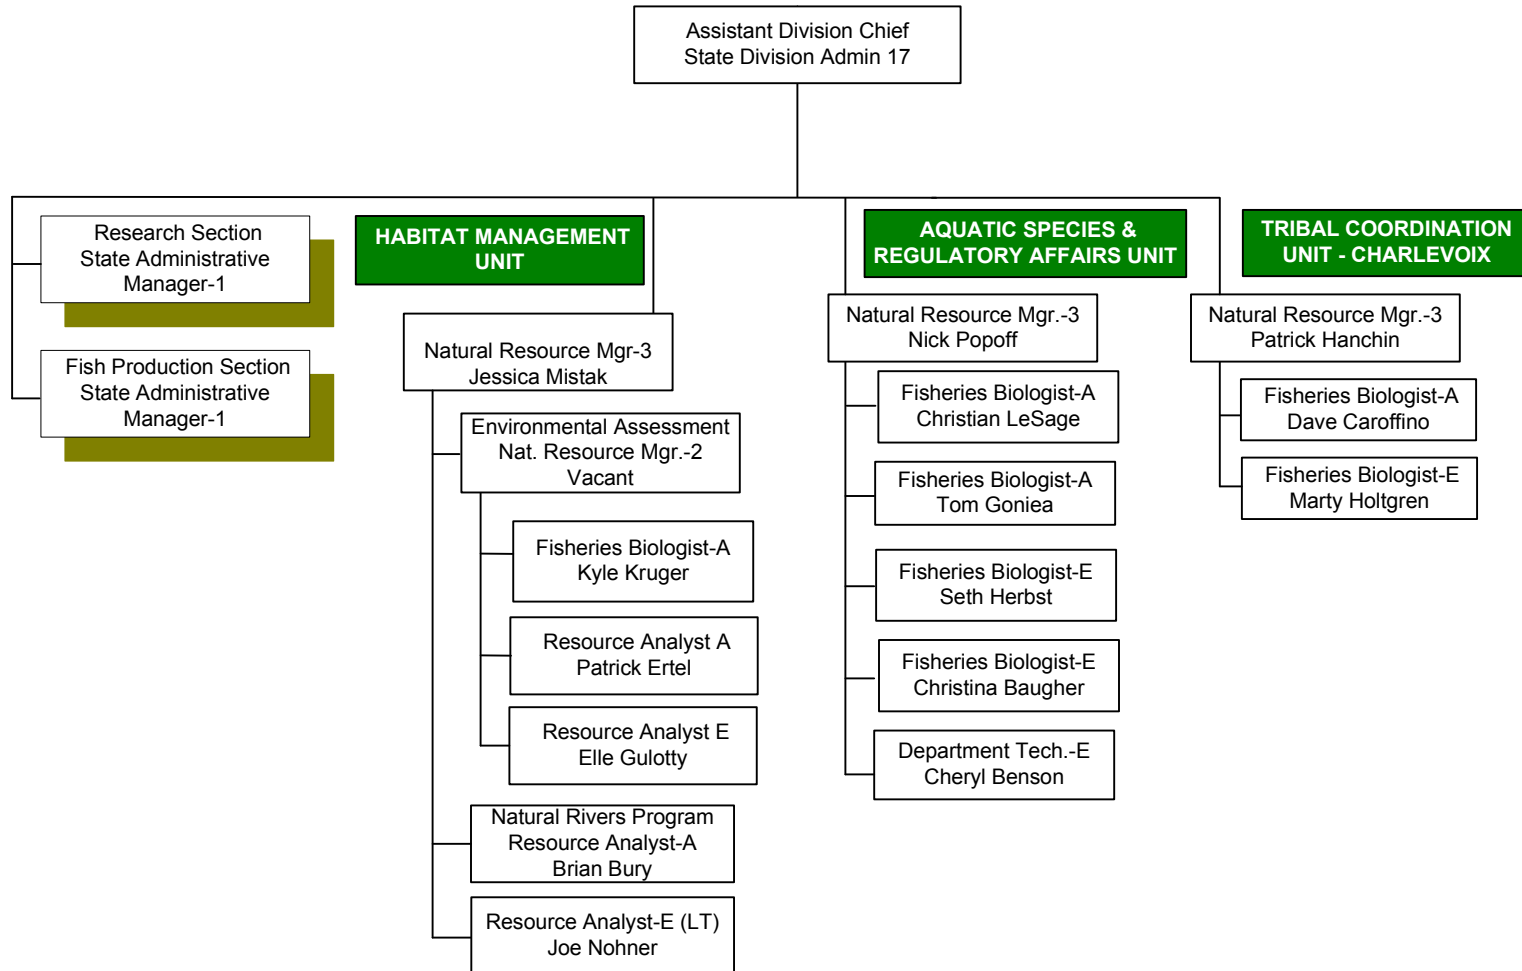 Assistant Division Chief
State Division Admin 17
Research Section
State Administrative
Manager-1
Fish Production Section
State Administrative
Manager-1
HABITAT MANAGEMENT
UNIT
Natural Resource Mgr-3
Jessica Mistak
Environmental Assessment
Nat. Resource Mgr.-2
Vacant
Fisheries Biologist-A
Kyle Kruger
Resource Analyst A
Patrick Ertel
Resource Analyst E
Elle Gulotty
Natural Rivers Program
Resource Analyst-A
Brian Bury
Resource Analyst-E (LT)
Joe Nohner
AQUATIC SPECIES &
REGULATORY AFFAIRS UNIT
Natural Resource Mgr.-3
Nick Popoff
Fisheries Biologist-A
Christian LeSage
Fisheries Biologist-A
Tom Goniea
Fisheries Biologist-E
Seth Herbst
Fisheries Biologist-E
Christina Baugher
Department Tech.-E
Cheryl Benson
TRIBAL COORDINATION
UNIT - CHARLEVOIX
Natural Resource Mgr.-3
Patrick Hanchin
Fisheries Biologist-A
Dave Caroffino
Fisheries Biologist-E
Marty Holtgren